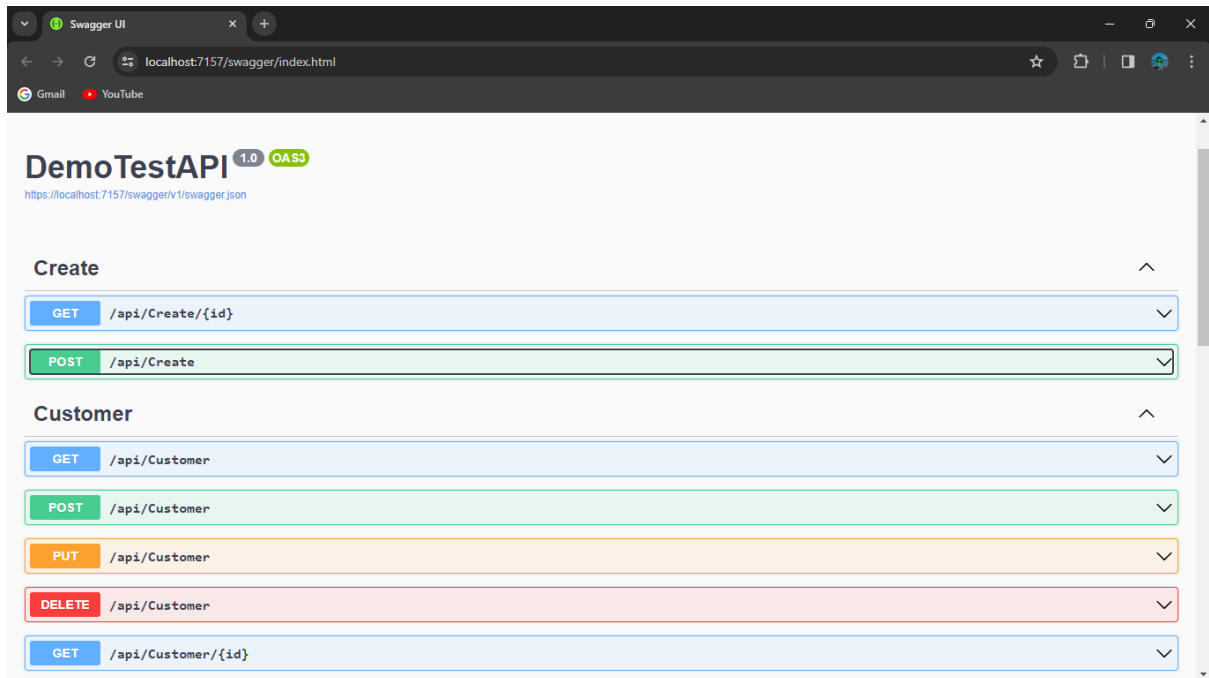 Swagger UI
localhost:7157/swagger/index.html
Gmail YouTube
DemoTestAPI 1.0 OAS3
https://localhost:7157/swagger/v1/swagger.json
Create
GET /api/Create/{id}
POST /api/Create
Customer
GET /api/Customer
POST /api/Customer
PUT /api/Customer
DELETE /api/Customer
GET /api/Customer/{id}